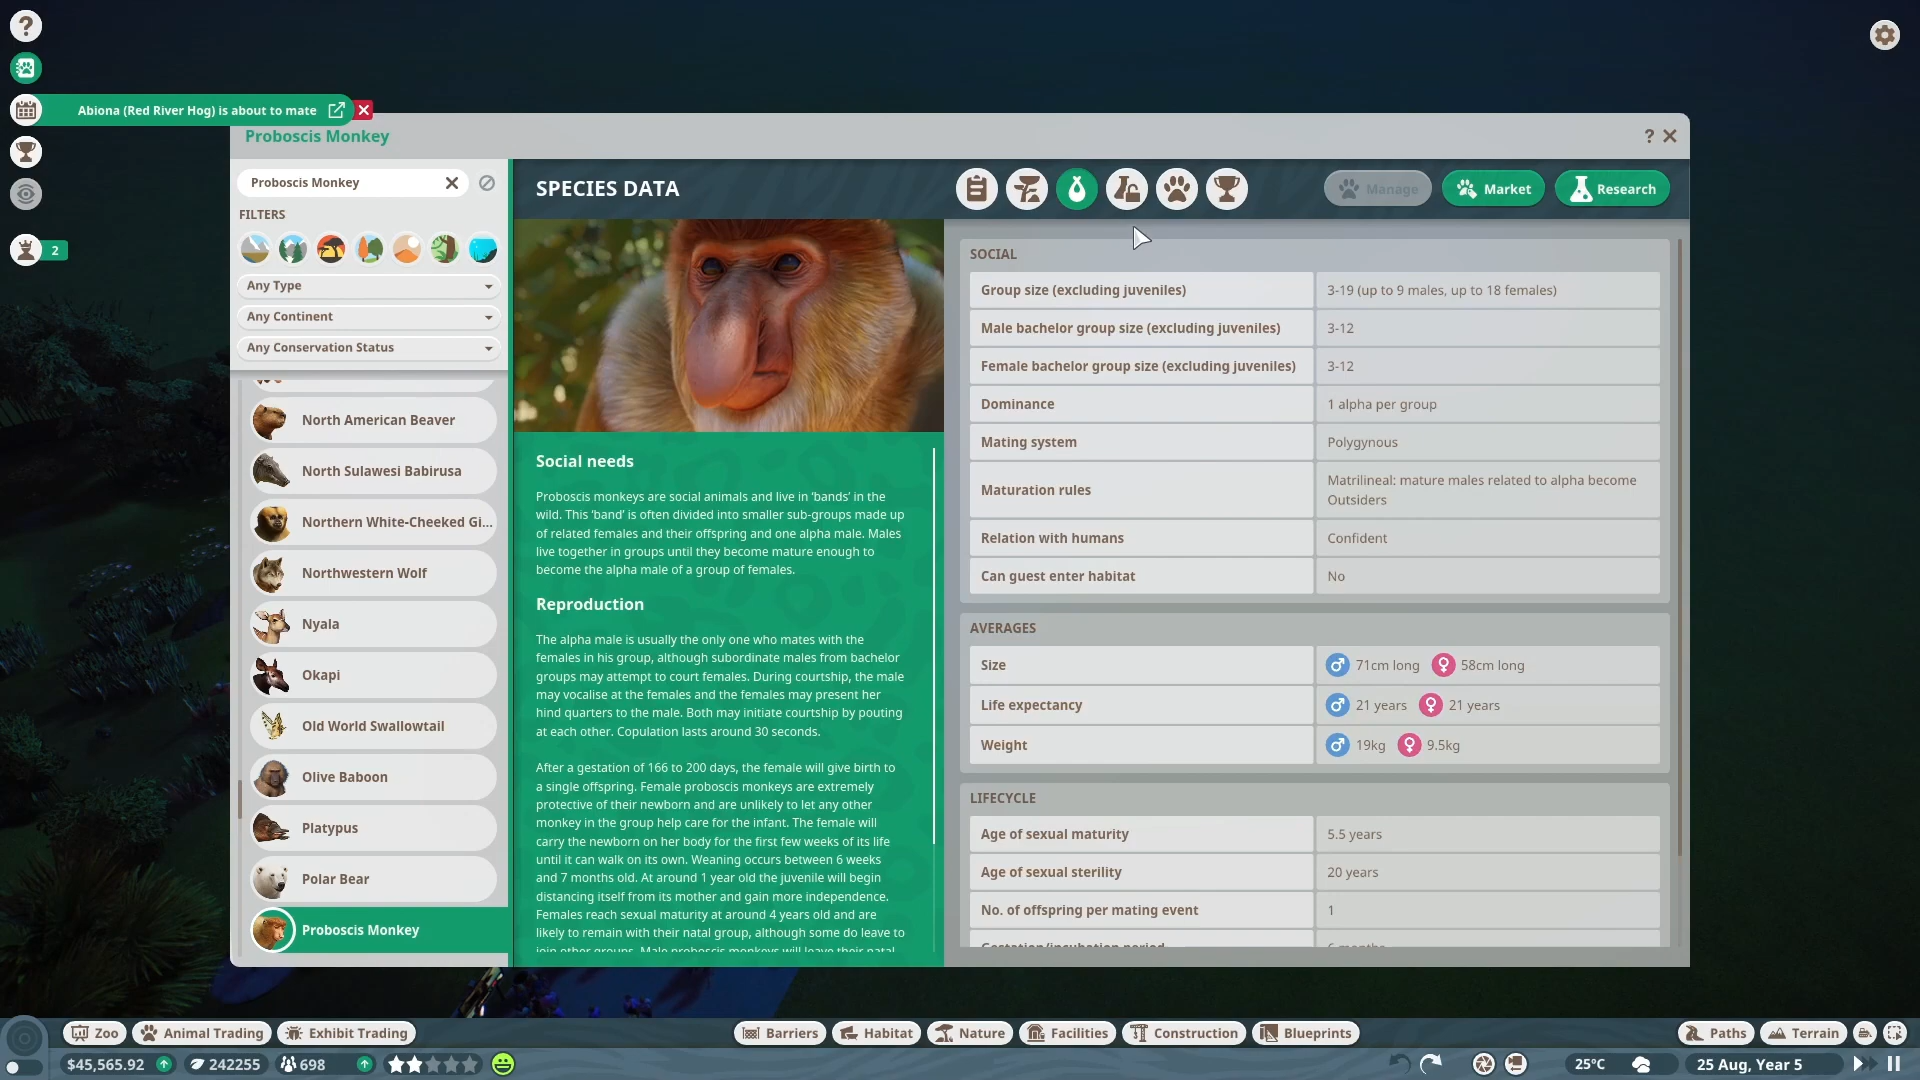 ?
Abiona (Red River Hog) is about to mate
2
Proboscis Monkey
?
Proboscis Monkey
FILTERS
Any Type
Any Continent
Any Conservation Status
North American Beaver
North Sulawesi Babirusa
Northern White-Cheeked Gi...
Northwestern Wolf
Nyala
Okapi
Old World Swallowtail
Olive Baboon
Platypus
Polar Bear
Proboscis Monkey
SPECIES DATA
Manage
Market
Research
Social needs
Proboscis monkeys are social animals and live in 'bands' in the
wild. This 'band' is often divided into smaller sub-groups made up
of related females and their offspring and one alpha male. Males
live together in groups until they become mature enough to
become the alpha male of a group of females.
Reproduction
The alpha male is usually the only one who mates with the
females in his group, although subordinate males from bachelor
groups may attempt to court females. During courtship, the male
may vocalise at the females and the females may present her
hind quarters to the male. Both may initiate courtship by pouting
at each other. Copulation lasts around 30 seconds.
After a gestation of 166 to 200 days, the female will give birth to
a single offspring. Female proboscis monkeys are extremely
protective of their newborn and are unlikely to let any other
monkey in the group help care for the infant. The female will
carry the newborn on her body for the first few weeks of its life
until it can walk on its own. Weaning occurs between 6 weeks
and 7 months old. At around 1 year old the juvenile will begin
distancing itself from its mother and gain more independence.
Females reach sexual maturity at around 4 years old and are
likely to remain with their natal group, although some do leave to
join other groups. Male proboscis monkeys will leave their natal
SOCIAL
Group size (excluding juveniles) 3-19 (up to 9 males, up to 18 females)
Male bachelor group size (excluding juveniles) 3-12
Female bachelor group size (excluding juveniles) 3-12
Dominance 1 alpha per group
Mating system Polygynous
Maturation rules Matrilineal: mature males related to alpha become
Outsiders
Relation with humans Confident
Can guest enter habitat No
AVERAGES
Size 71cm long 58cm long
Life expectancy 21 years 21 years
Weight 19kg 9.5kg
LIFECYCLE
Age of sexual maturity 5.5 years
Age of sexual sterility 20 years
No. of offspring per mating event 1
Gestation/incubation period 6 months
Zoo Animal Trading Exhibit Trading Barriers Habitat Nature Facilities Construction Blueprints Paths Terrain
$45,565.92 242255 698 25°C 25 Aug, Year 5